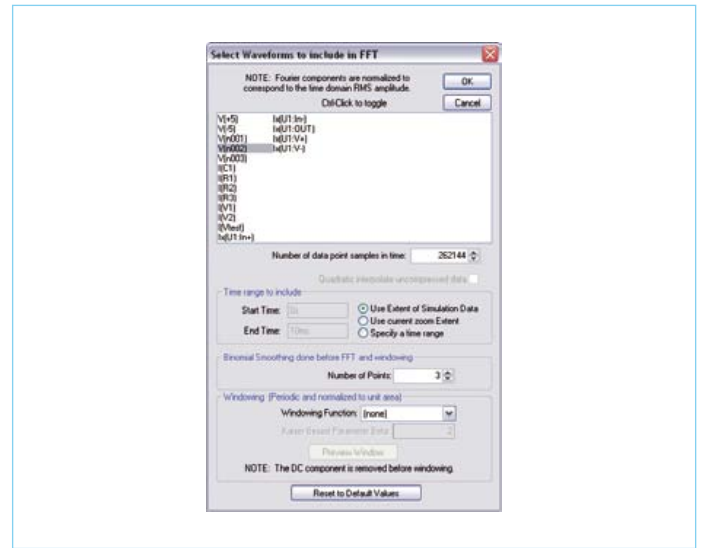 Select Waveforms to include in FFT
NOTE: Fourier components are normalized to
correspond to the time domain RMS amplitude.
OK
Ctrl-Click to toggle
Cancel
V(+5) Ix(U1:In-)
V(-5) Ix(U1:OUT)
V(n001) Ix(U1:V+)
V(n002) Ix(U1:V-)
V(n003)
I(C1)
I(R1)
I(R2)
I(R3)
I(V1)
I(V2)
I(Vtest)
Ix(U1:In+)
Number of data point samples in time: 262144
Quadratic interpolate uncompressed data
Time range to include
Start Time: 0s
Use Extent of Simulation Data
Use current zoom Extent
End Time: 10ms
Specify a time range
Binomial Smoothing done before FFT and windowing
Number of Points: 3
Windowing (Periodic and normalized to unit area)
Windowing Function: (none)
Kaiser-Bessel Parameter Beta:
Preview Window
NOTE: The DC component is removed before windowing.
Reset to Default Values